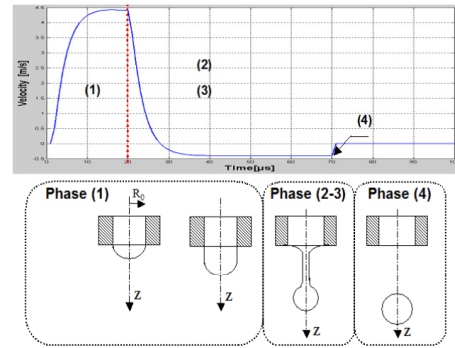 4.5
4
3.5
3
2.5
2
1.5
1
0.5
0
-0.5
Velocity [m/s]
(1)
(2)
(3)
(4)
10
20
30
40
50
60
70
80
90
100
Time[µs]
Phase (1)
R₀
Z
Z
Phase (2-3)
Z
Phase (4)
Z